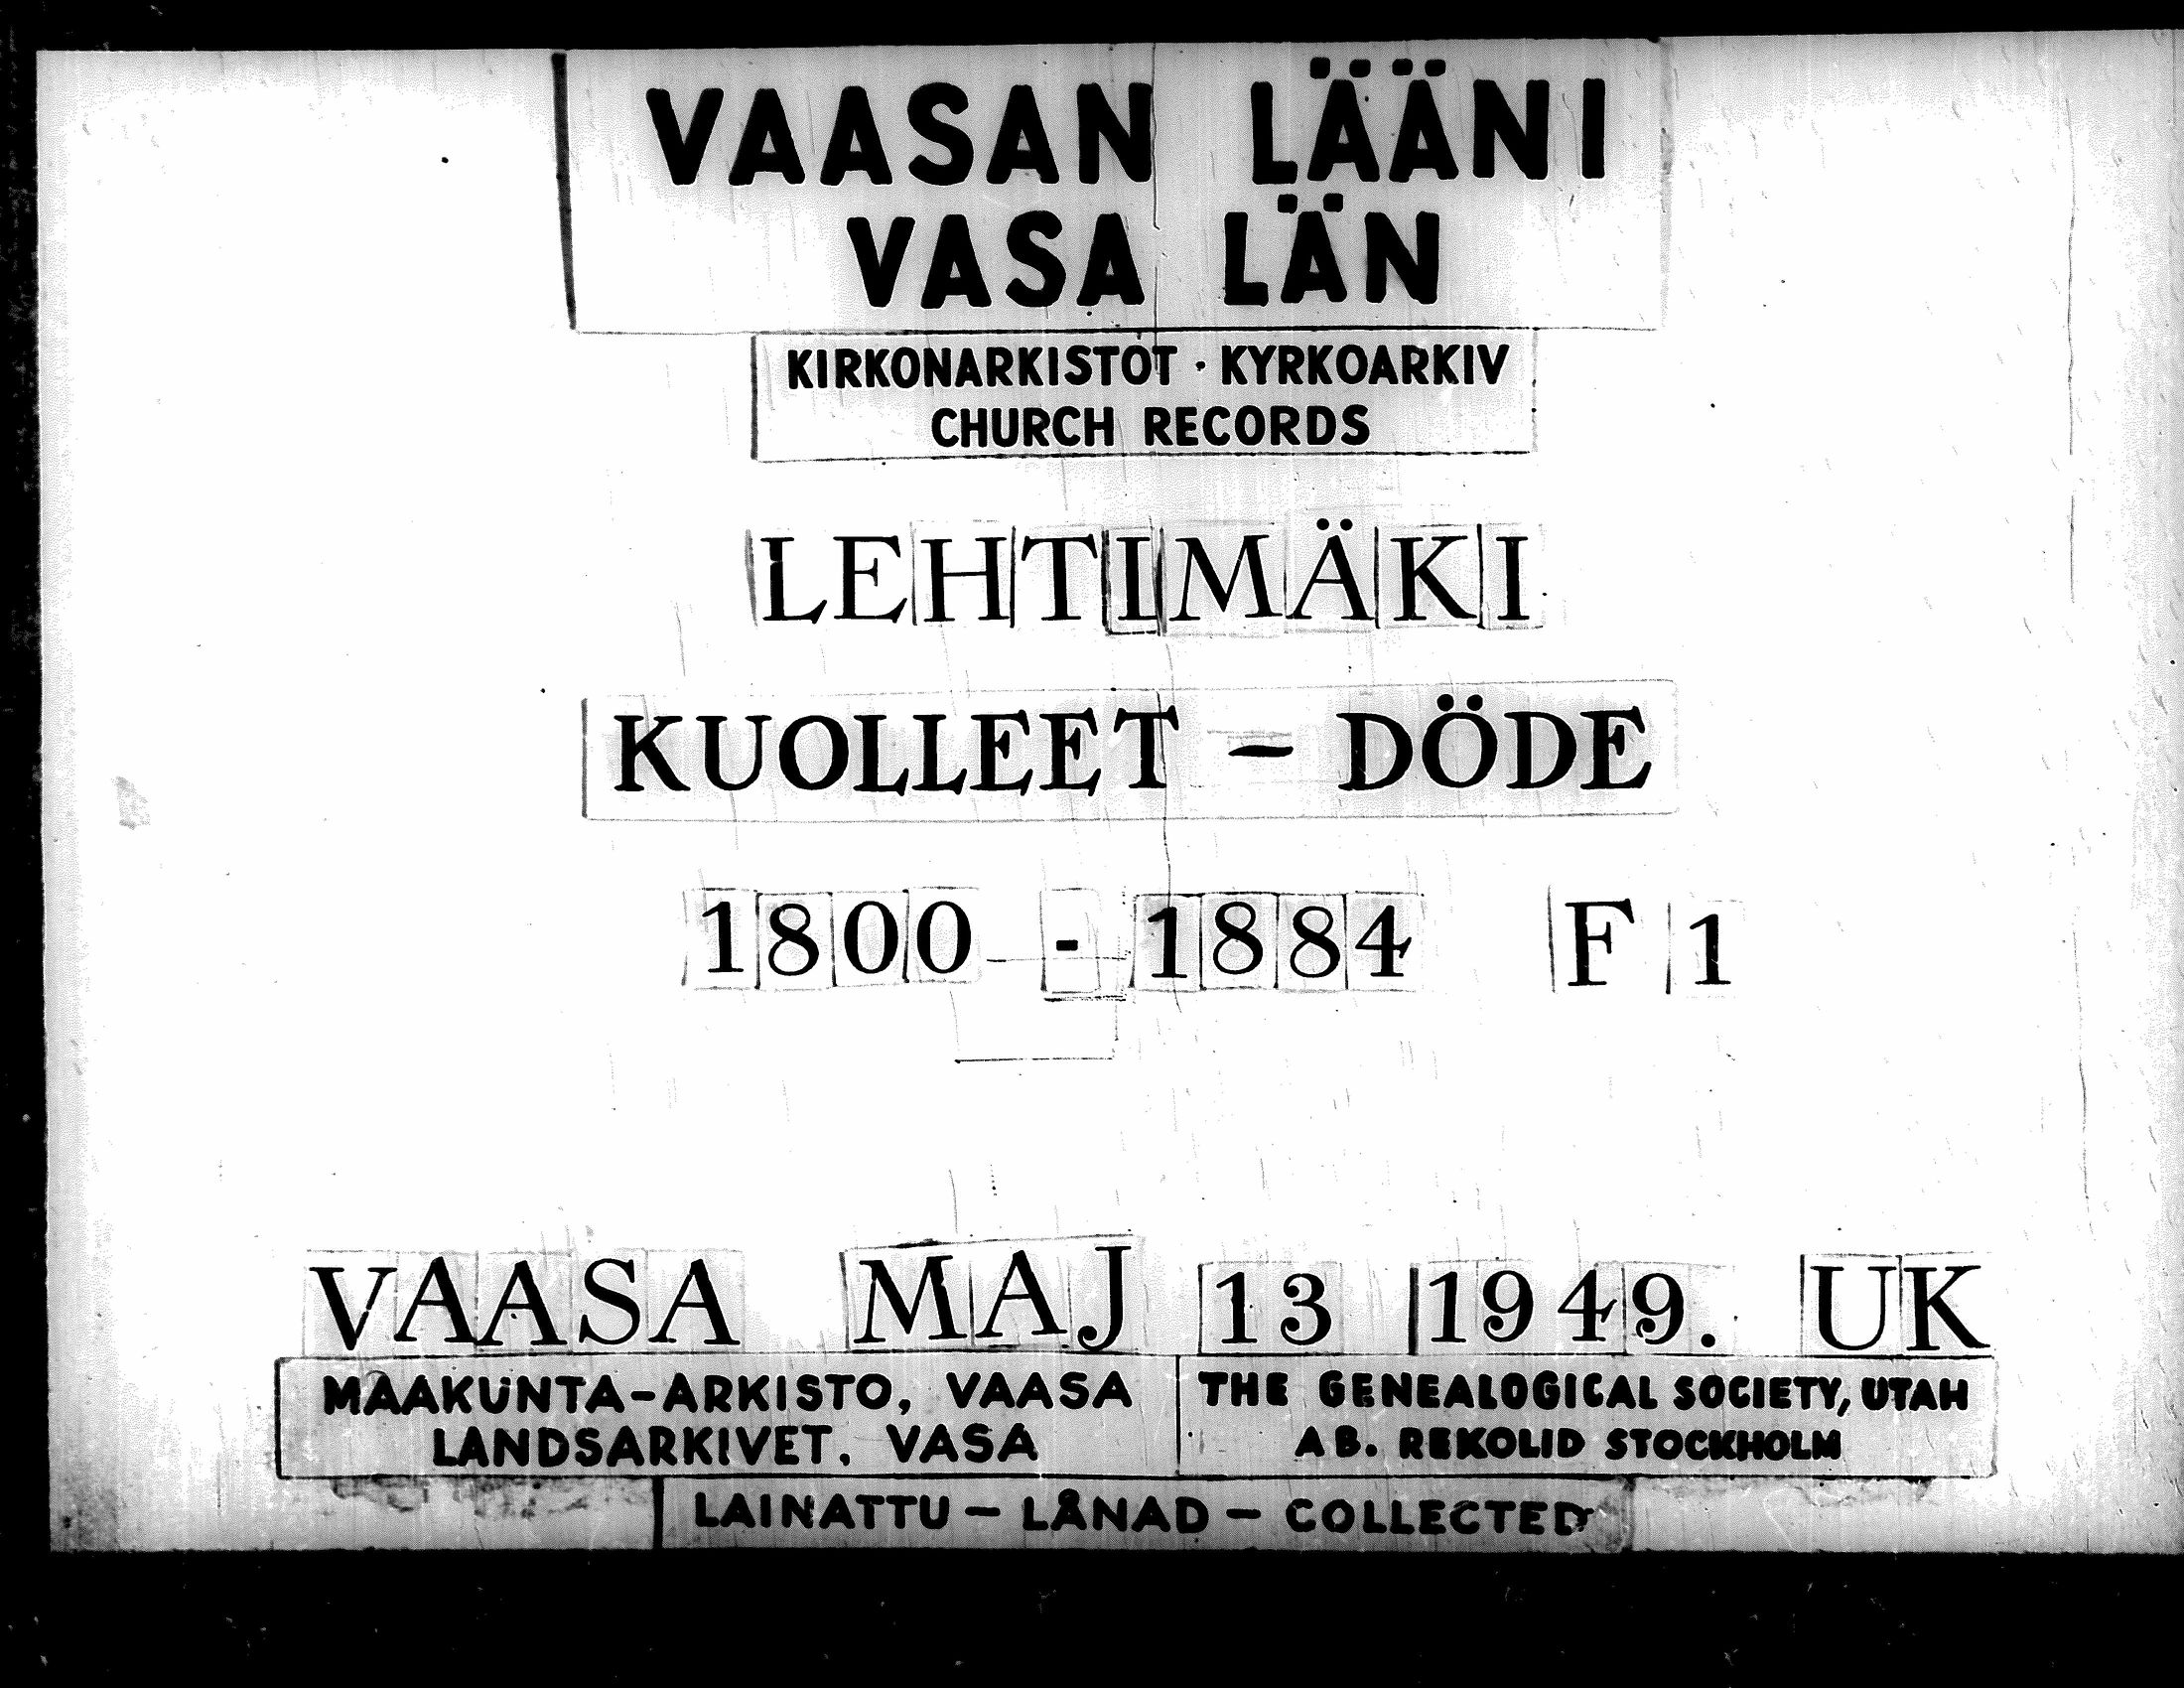 VAASAN LÄÄNI
VASA LÄN
KIRKONARKISTOT · KYRKOARKIV
CHURCH RECORDS
LEHTIMÄKI
KUOLLEET - DÖDE
1800 - 1884 F 1
VAASA MAJ 13 1949. UK
MAAKUNTA-ARKISTO, VAASA
LANDSARKIVET. VASA
THE GENEALOGICAL SOCIETY, UTAH
AB. REKOLID STOCKHOLM
LAINATTU - LÅNAD - COLLECTED